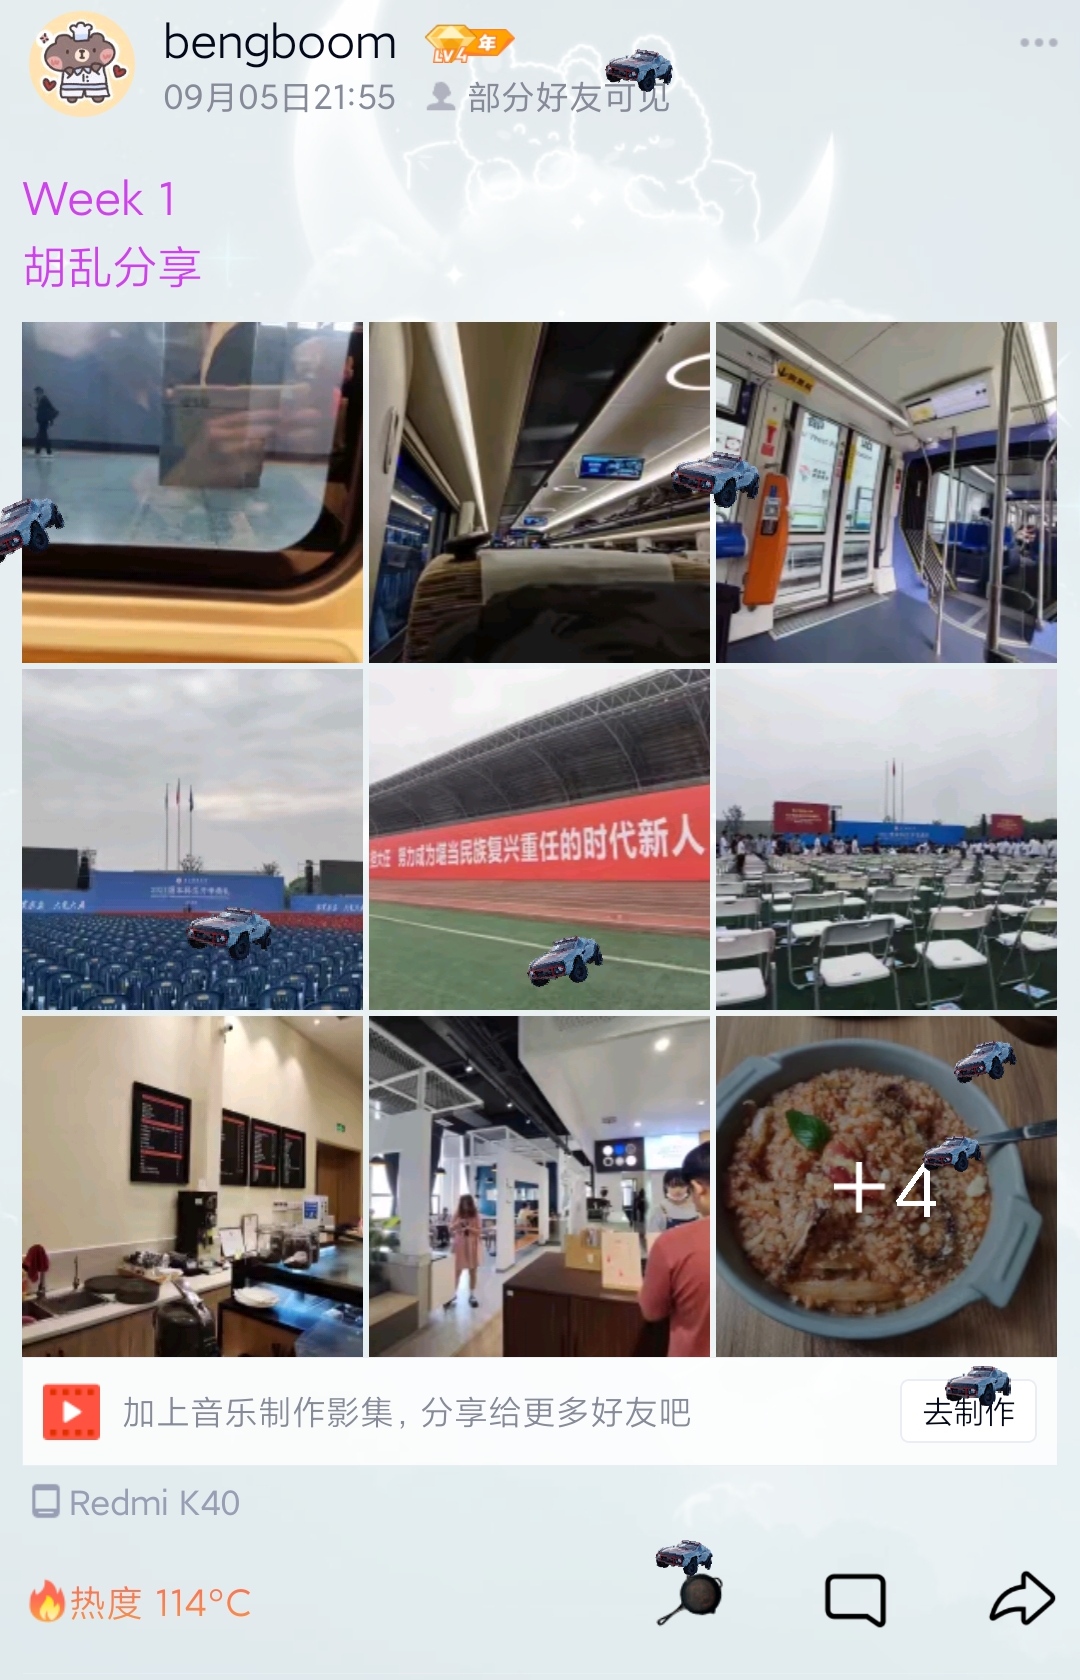 bengboom
LV4 年
09月05日21:55 部分好友可见
Week 1
胡乱分享
担大任 努力成为堪当民族复兴重任的时代新人
+4
加上音乐制作影集，分享给更多好友吧
去制作
Redmi K40
热度 114°C